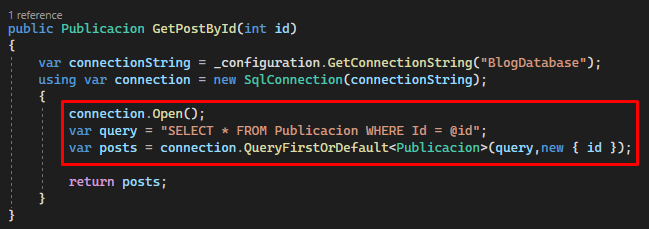 1 reference
public Publicacion GetPostById(int id)
{
var connectionString = _configuration.GetConnectionString("BlogDatabase");
using var connection = new SqlConnection(connectionString);
{
connection.Open();
var query = "SELECT * FROM Publicacion WHERE Id = @id";
var posts = connection.QueryFirstOrDefault<Publicacion>(query,new { id });
return posts;
}
}